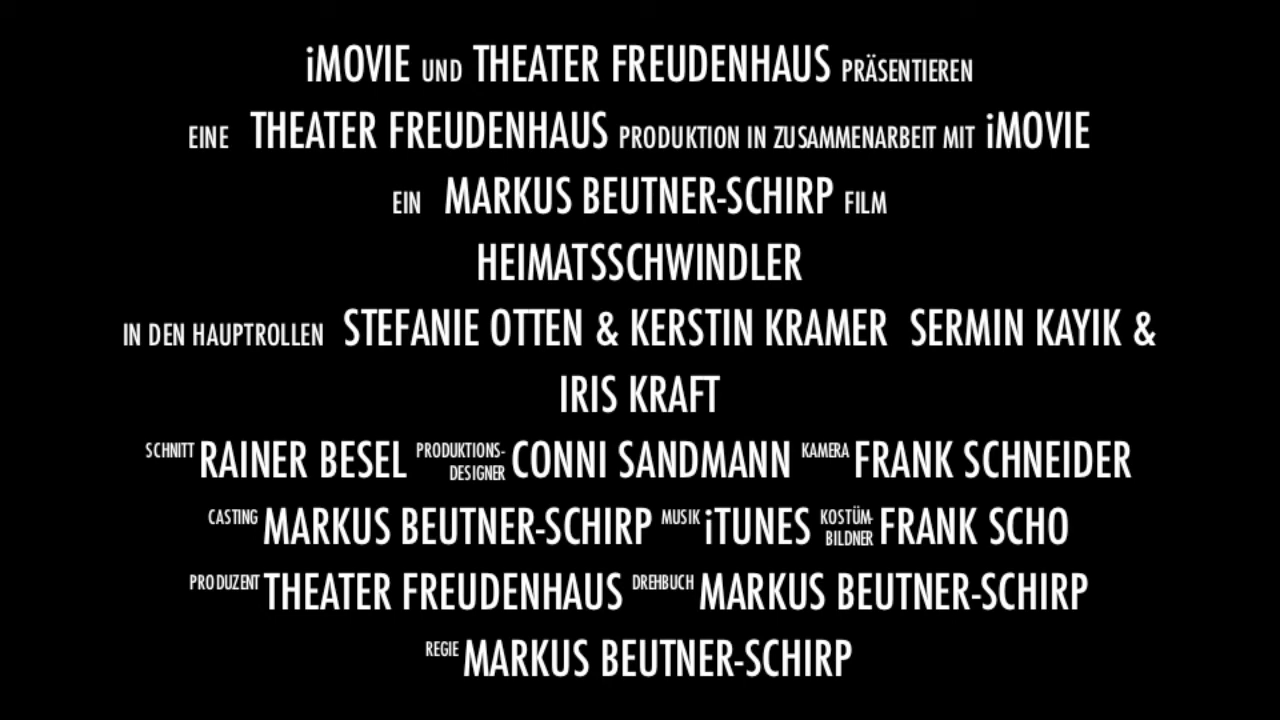 iMOVIE UND THEATER FREUDENHAUS PRÄSENTIEREN
EINE THEATER FREUDENHAUS PRODUKTION IN ZUSAMMENARBEIT MIT iMOVIE
EIN MARKUS BEUTNER-SCHIRP FILM
HEIMATSSCHWINDLER
IN DEN HAUPTROLLEN STEFANIE OTTEN & KERSTIN KRAMER SERMIN KAYIK &
IRIS KRAFT
SCHNITT RAINER BESEL PRODUKTIONS-DESIGNER CONNI SANDMANN KAMERA FRANK SCHNEIDER
CASTING MARKUS BEUTNER-SCHIRP MUSIK iTUNES KOSTÜM-BILDNER FRANK SCHO
PRODUZENT THEATER FREUDENHAUS DREHBUCH MARKUS BEUTNER-SCHIRP
REGIE MARKUS BEUTNER-SCHIRP